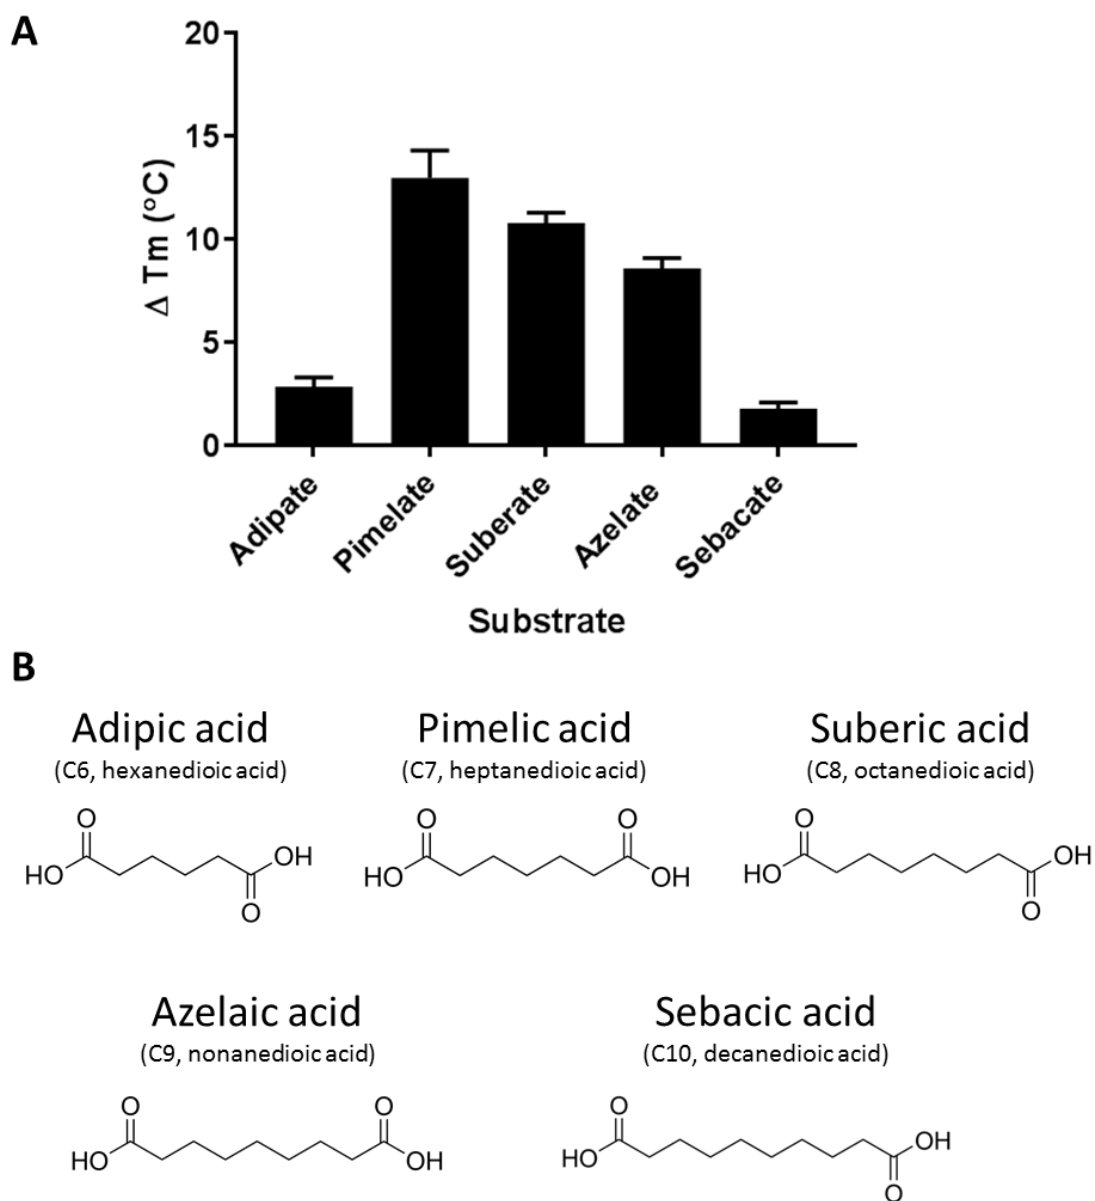 A
20
15
10
5
0
Δ Tm (°C)
Adipate
Pimelate
Suberate
Azelate
Sebacate
Substrate
B
Adipic acid
(C6, hexanedioic acid)
Pimelic acid
(C7, heptanedioic acid)
Suberic acid
(C8, octanedioic acid)
O
HO
OH
O
O
O
HO
OH
O
HO
OH
O
Azelaic acid
(C9, nonanedioic acid)
Sebacic acid
(C10, decanedioic acid)
O
O
HO
OH
O
HO
OH
O